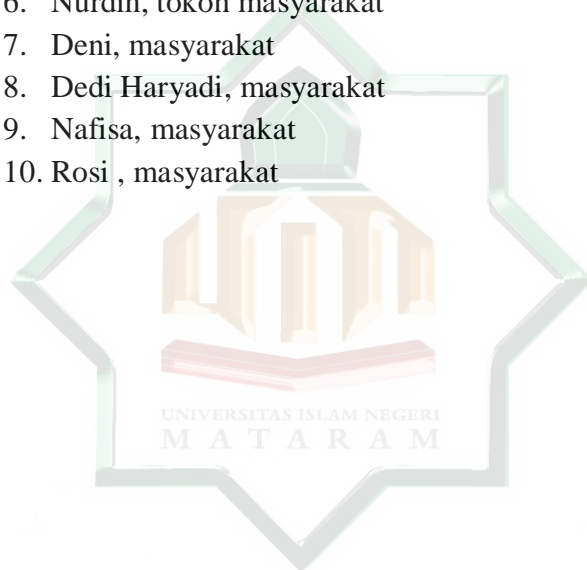 6. Nurdin, tokoh masyarakat
7. Deni, masyarakat
8. Dedi Haryadi, masyarakat
9. Nafisa, masyarakat
10. Rosi , masyarakat
UNIVERSITAS ISLAM NEGERI
M A T A R A M